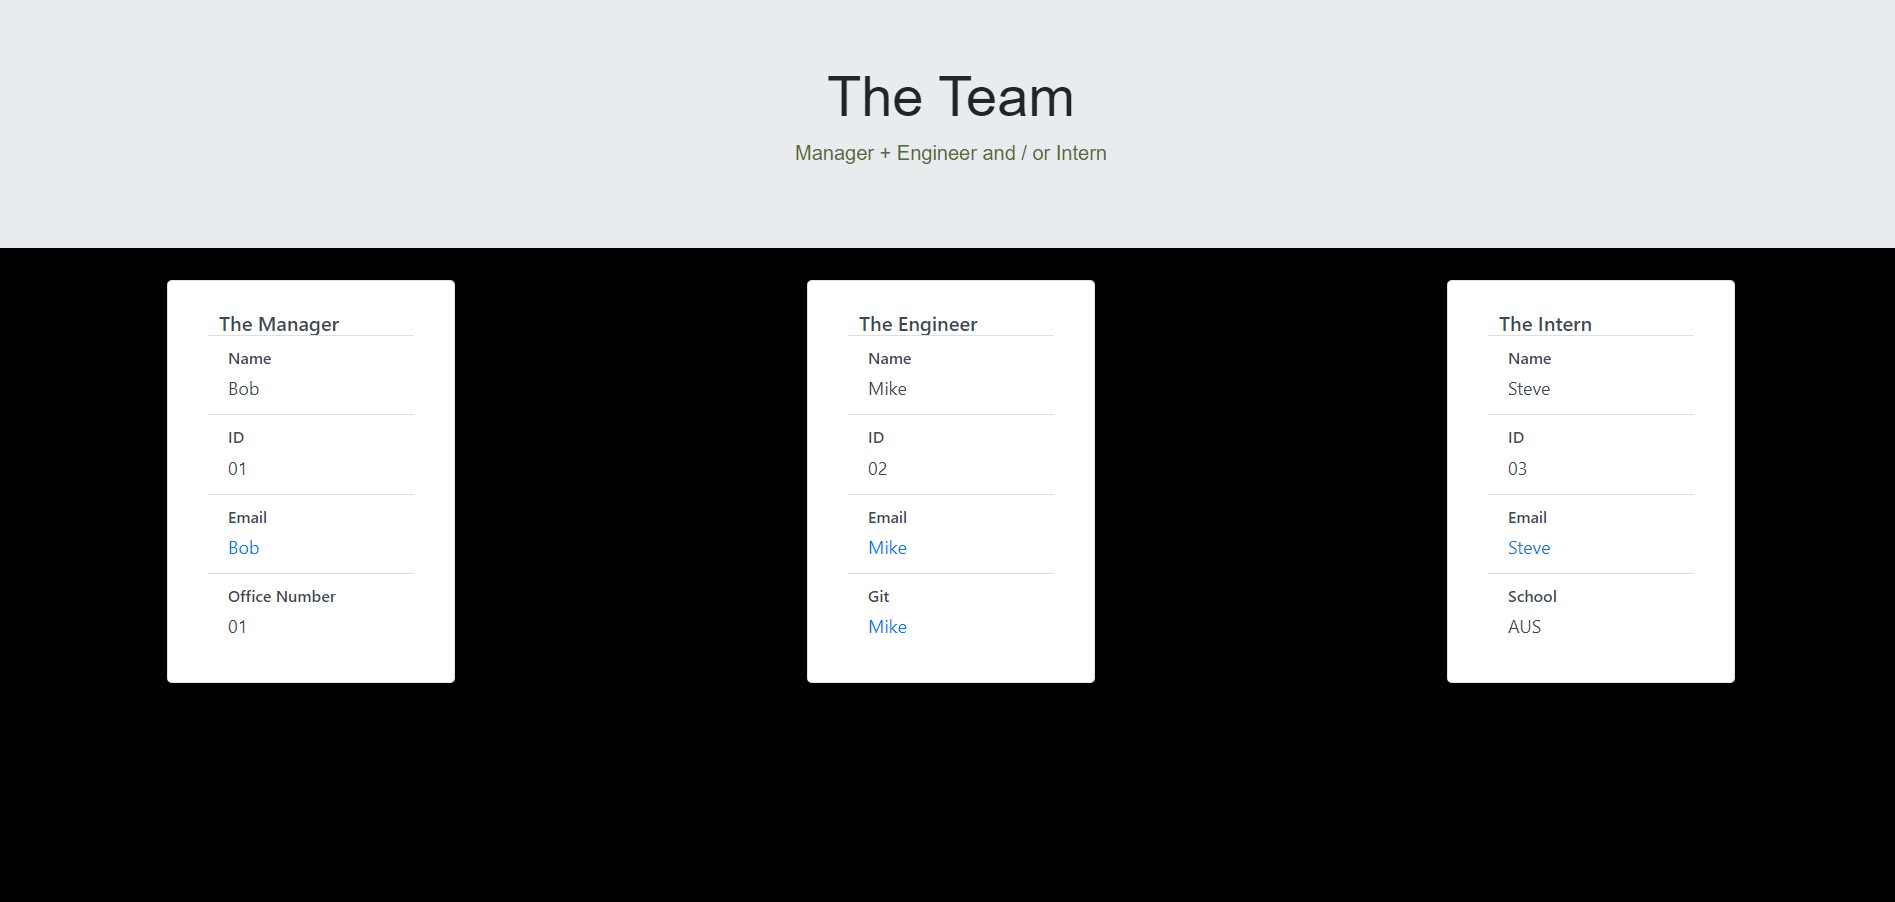 The Team
Manager + Engineer and / or Intern
The Manager
Name
Bob
ID
01
Email
Bob
Office Number
01
The Engineer
Name
Mike
ID
02
Email
Mike
Git
Mike
The Intern
Name
Steve
ID
03
Email
Steve
School
AUS